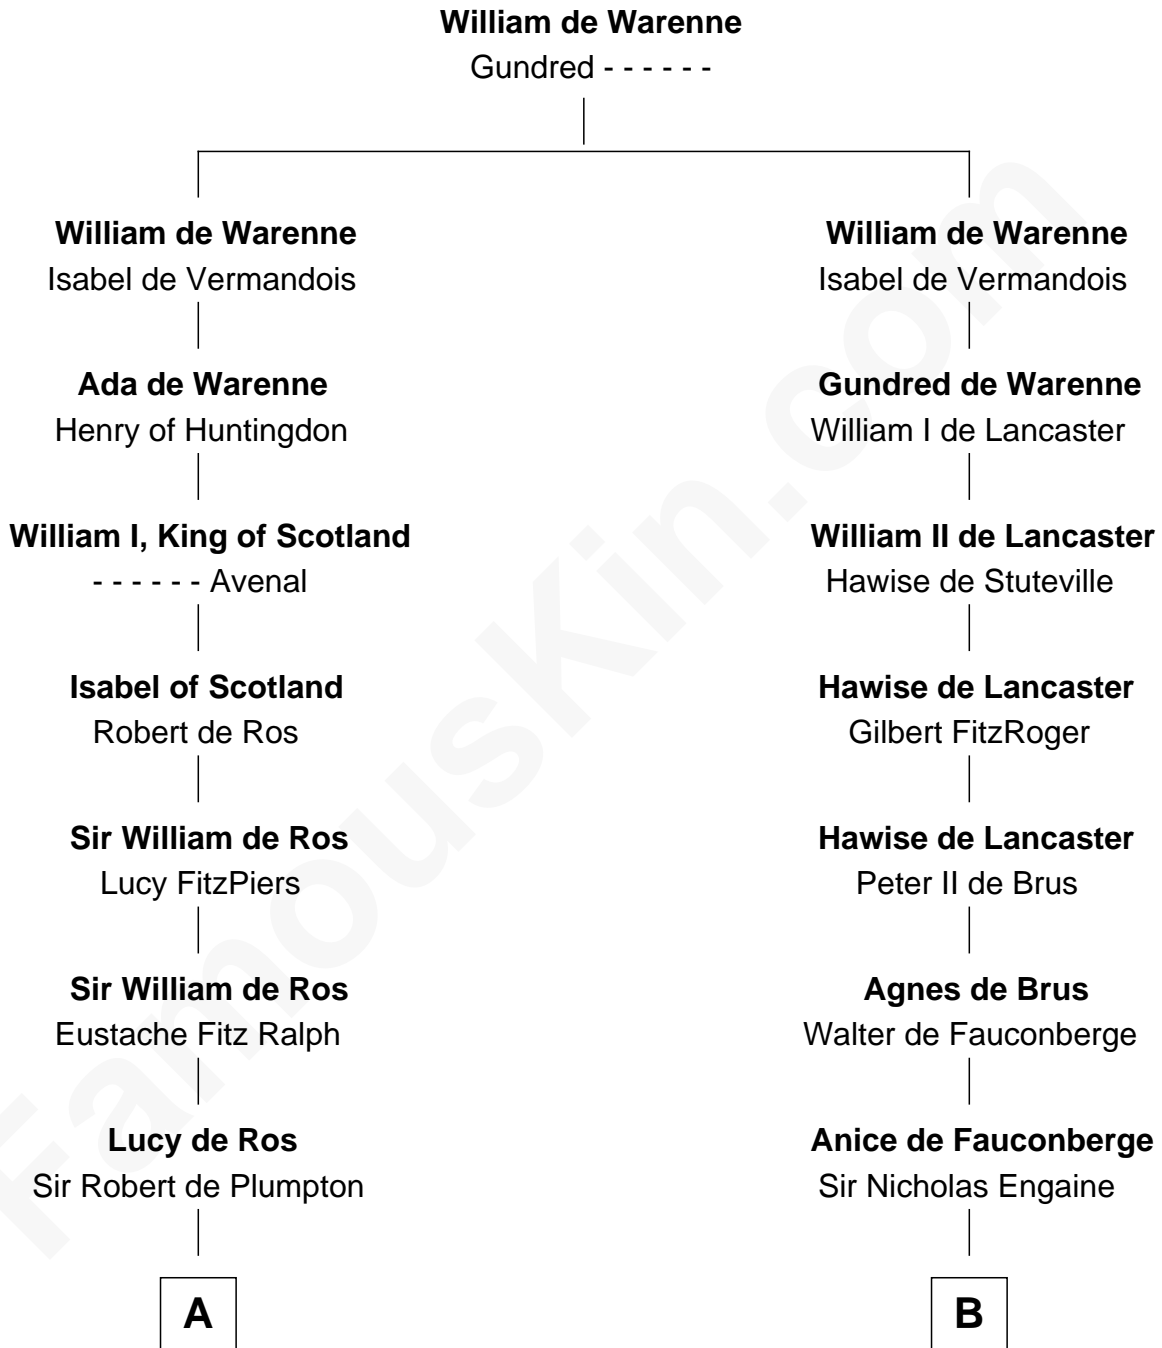 William de Warenne
Gundred - - - - - -
William de Warenne
Isabel de Vermandois
William de Warenne
Isabel de Vermandois
Ada de Warenne
Henry of Huntingdon
Gundred de Warenne
William I de Lancaster
William I, King of Scotland
- - - - - - Avenal
William II de Lancaster
Hawise de Stuteville
Isabel of Scotland
Robert de Ros
Hawise de Lancaster
Gilbert FitzRoger
Sir William de Ros
Lucy FitzPiers
Hawise de Lancaster
Peter II de Brus
Sir William de Ros
Eustache Fitz Ralph
Agnes de Brus
Walter de Fauconberge
Lucy de Ros
Sir Robert de Plumpton
Anice de Fauconberge
Sir Nicholas Engaine
A
B
FamousKin.com